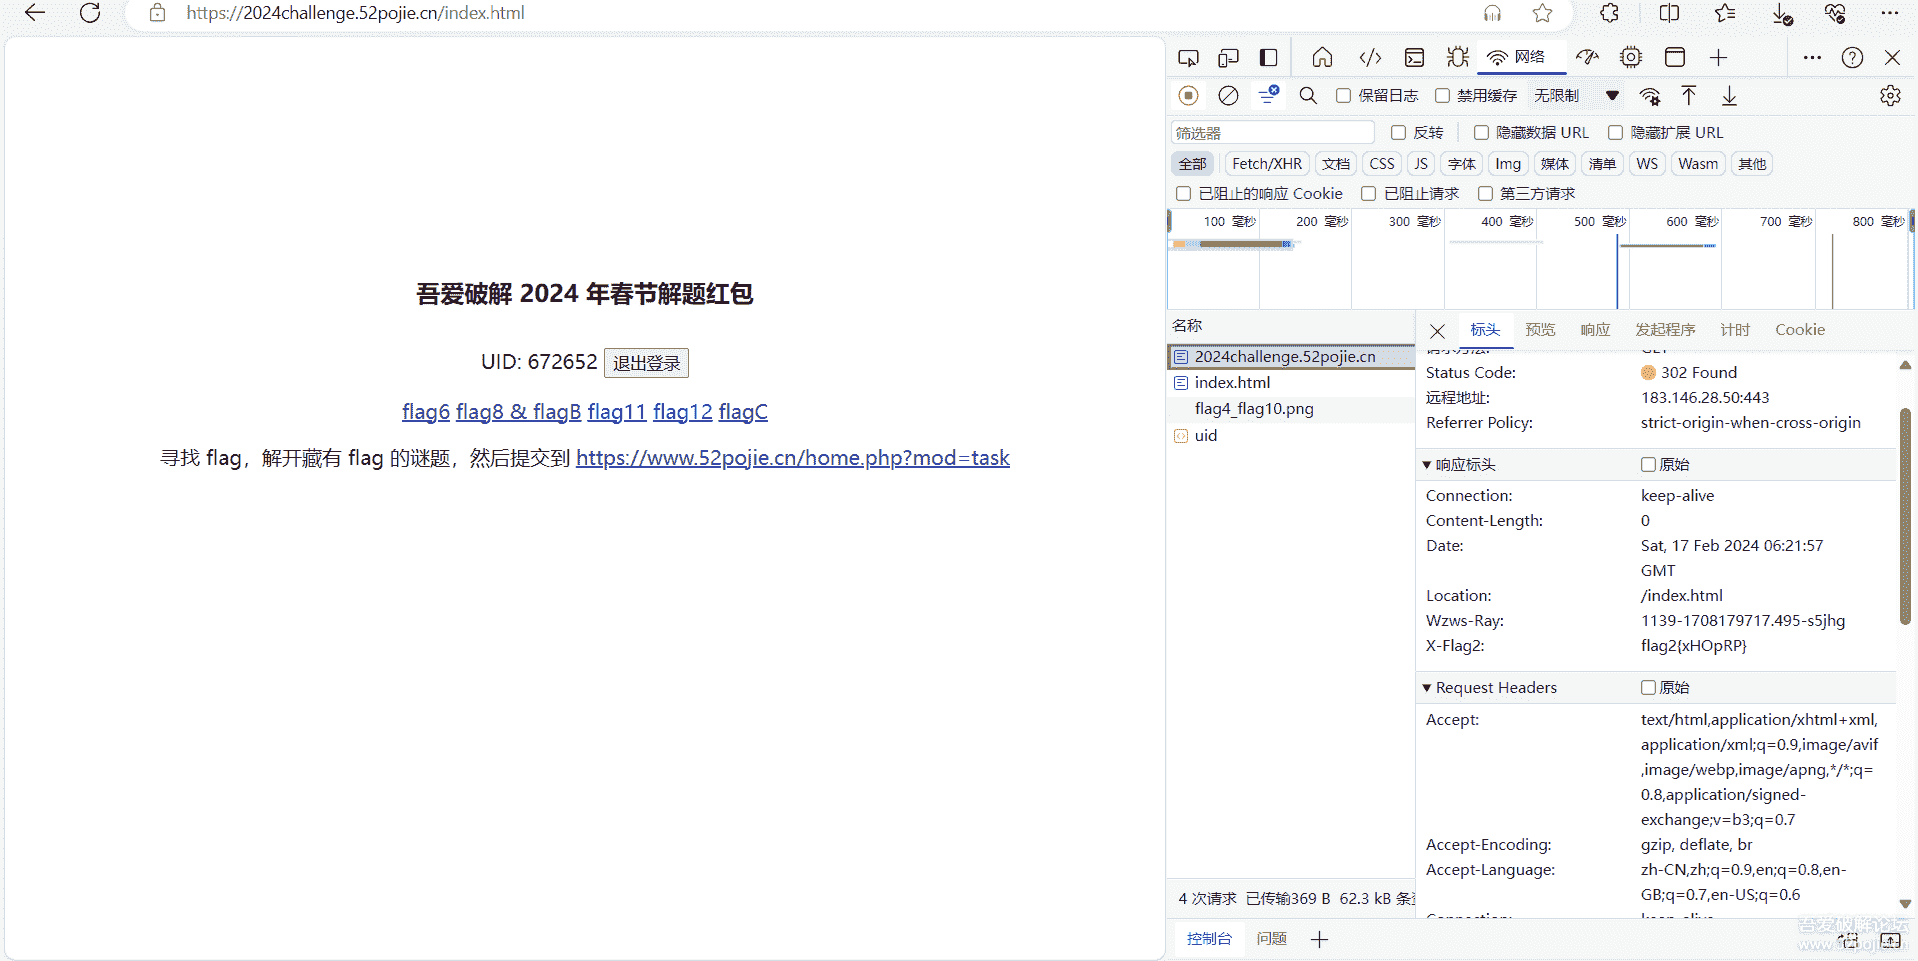 https://2024challenge.52pojie.cn/index.html
吾爱破解 2024 年春节解题红包
UID: 672652 退出登录
flag6 flag8 & flagB flag11 flag12 flagC
寻找 flag，解开藏有 flag 的谜题，然后提交到 https://www.52pojie.cn/home.php?mod=task
网络
保留日志 禁用缓存 无限制
筛选器 反转 隐藏数据 URL 隐藏扩展 URL
全部 Fetch/XHR 文档 CSS JS 字体 Img 媒体 清单 WS Wasm 其他
已阻止的响应 Cookie 已阻止请求 第三方请求
100 毫秒 200 毫秒 300 毫秒 400 毫秒 500 毫秒 600 毫秒 700 毫秒 800 毫秒
名称
2024challenge.52pojie.cn
index.html
flag4_flag10.png
uid
4 次请求 已传输369 B 62.3 kB 条
标头 预览 响应 发起程序 计时 Cookie
Status Code: 302 Found
远程地址: 183.146.28.50:443
Referrer Policy: strict-origin-when-cross-origin
响应标头 原始
Connection: keep-alive
Content-Length: 0
Date: Sat, 17 Feb 2024 06:21:57
GMT
Location: /index.html
Wzws-Ray: 1139-1708179717.495-s5jhg
X-Flag2: flag2{xHOpRP}
Request Headers 原始
Accept: text/html,application/xhtml+xml,
application/xml;q=0.9,image/avif
,image/webp,image/apng,*/*;q=
0.8,application/signed-
exchange;v=b3;q=0.7
Accept-Encoding: gzip, deflate, br
Accept-Language: zh-CN,zh;q=0.9,en;q=0.8,en-
GB;q=0.7,en-US;q=0.6
控制台 问题
吾爱破解论坛
www.52pojie.cn